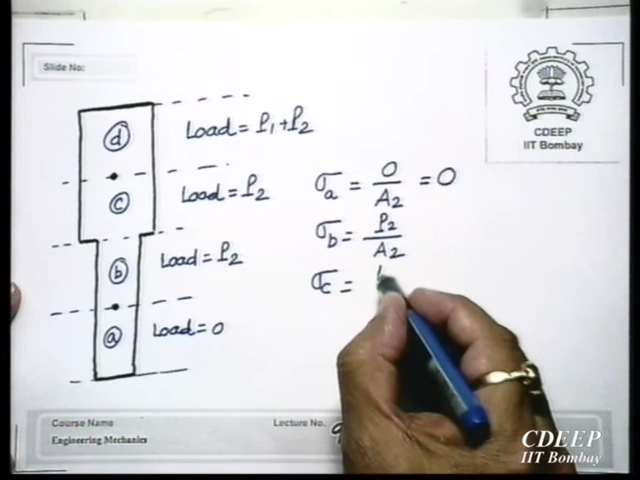 Slide No:
CDEEP
IIT Bombay
d
Load = P1+P2
c
Load = P2
b
Load = P2
a
Load = 0
σa = 0/A2 = 0
σb = P2/A2
σc =
Course Name
Engineering Mechanics
Lecture No.
CDEEP
IIT Bombay